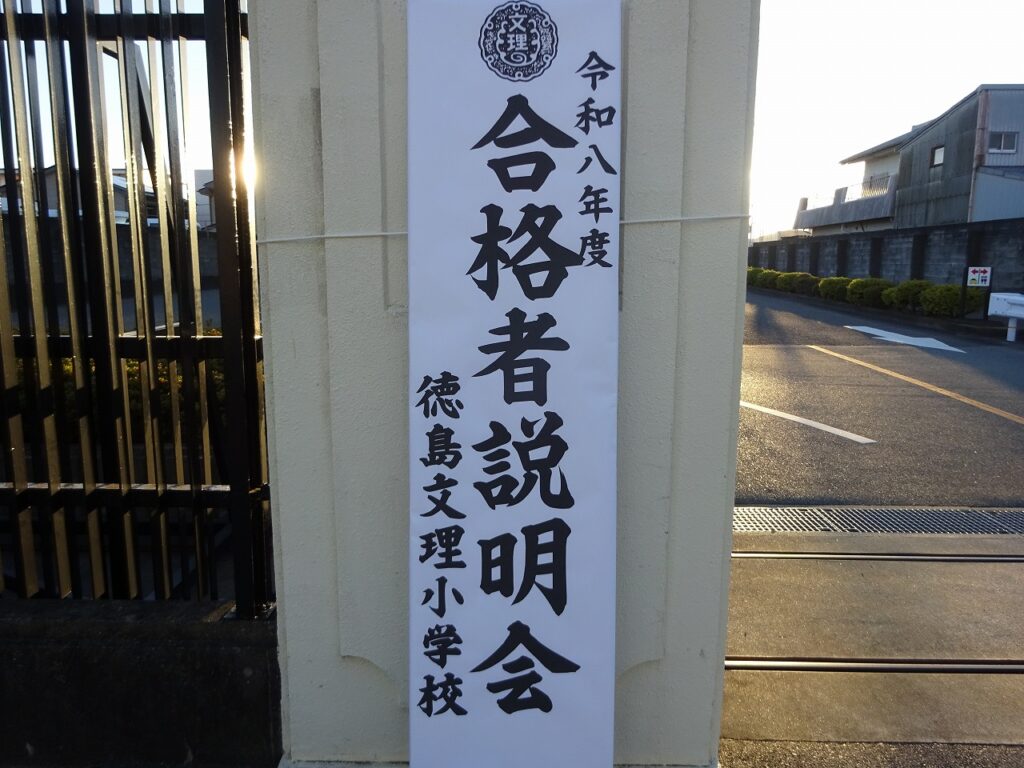 文理
令和八年度
合格者説明会
徳島文理小学校